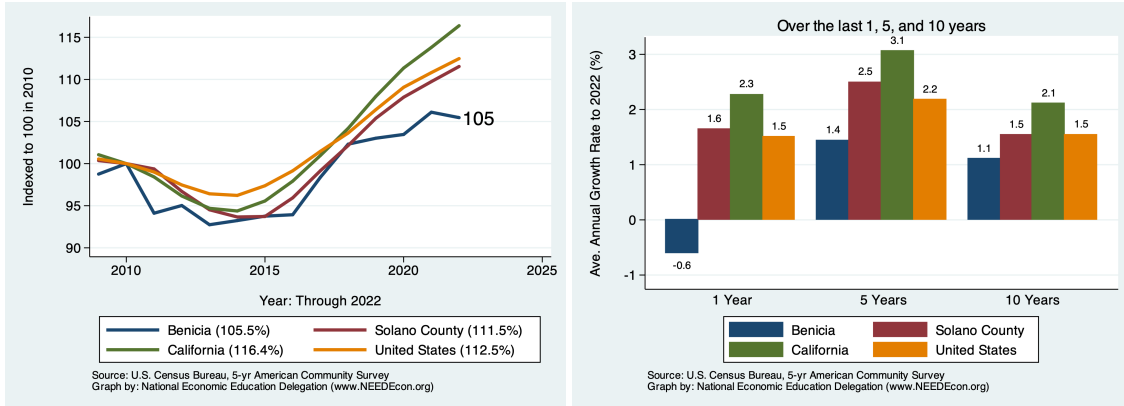 Indexed to 100 in 2010
115
110
105
100
95
90
105
2010
2015
2020
2025
Year: Through 2022
Benicia (105.5%)
Solano County (111.5%)
California (116.4%)
United States (112.5%)
Source: U.S. Census Bureau, 5-yr American Community Survey
Graph by: National Economic Education Delegation (www.NEEDEcon.org)
Over the last 1, 5, and 10 years
Ave. Annual Growth Rate to 2022 (%)
3
2
1
0
-1
-0.6
1.6
2.3
1.5
1.4
2.5
3.1
2.2
1.1
1.5
2.1
1.5
1 Year
5 Years
10 Years
Benicia
Solano County
California
United States
Source: U.S. Census Bureau, 5-yr American Community Survey
Graph by: National Economic Education Delegation (www.NEEDEcon.org)